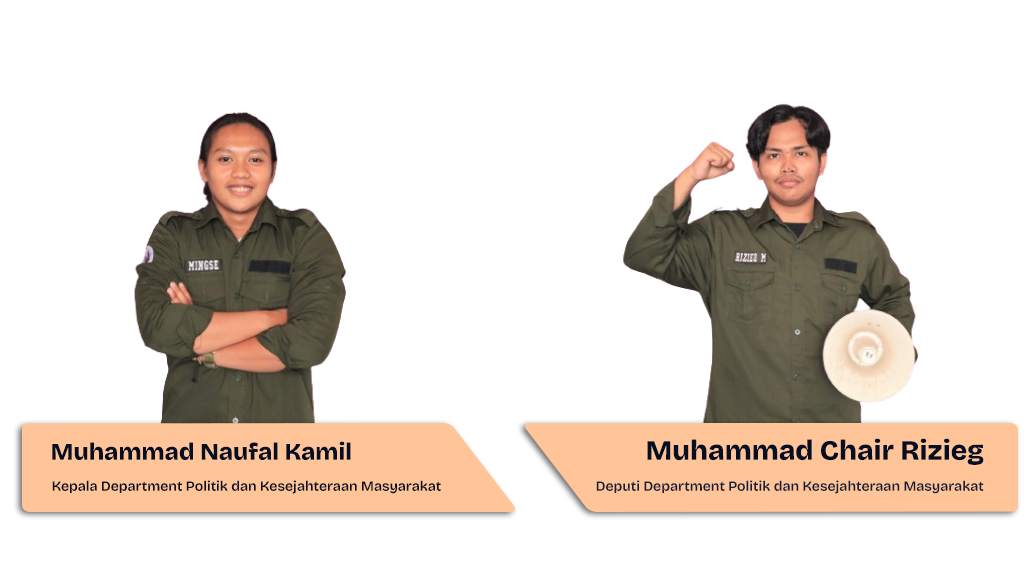 MINGSE
RIZIEQ M
Muhammad Naufal Kamil
Kepala Department Politik dan Kesejahteraan Masyarakat
Muhammad Chair Rizieg
Deputi Department Politik dan Kesejahteraan Masyarakat